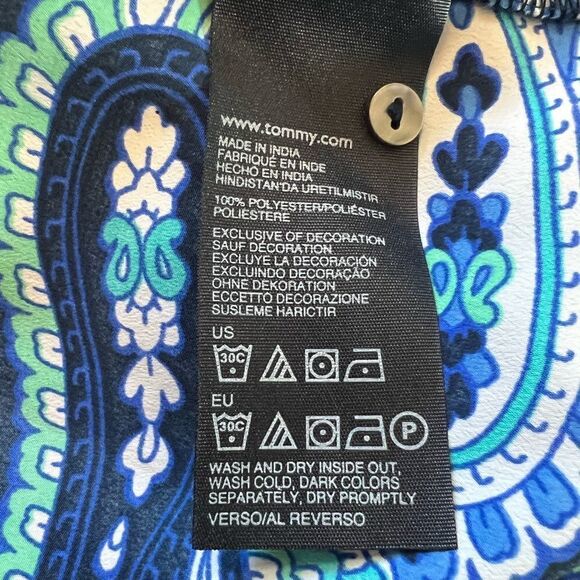 www.tommy.com
MADE IN INDIA
FABRIQUÉ EN INDE
HECHO EN INDIA
HINDISTAN'DA URETILMISTIR
100% POLYESTER/POLIÉSTER
POLIESTERE
EXCLUSIVE OF DECORATION
SAUF DÉCORATION
EXCLUYE LA DECORACIÓN
EXCLUINDO DECORAÇÃO
OHNE DEKORATION
ECCETTO DECORAZIONE
SUSLEME HARICTIR
US
30C
EU
30C P
WASH AND DRY INSIDE OUT,
WASH COLD, DARK COLORS
SEPARATELY, DRY PROMPTLY
VERSO/AL REVERSO